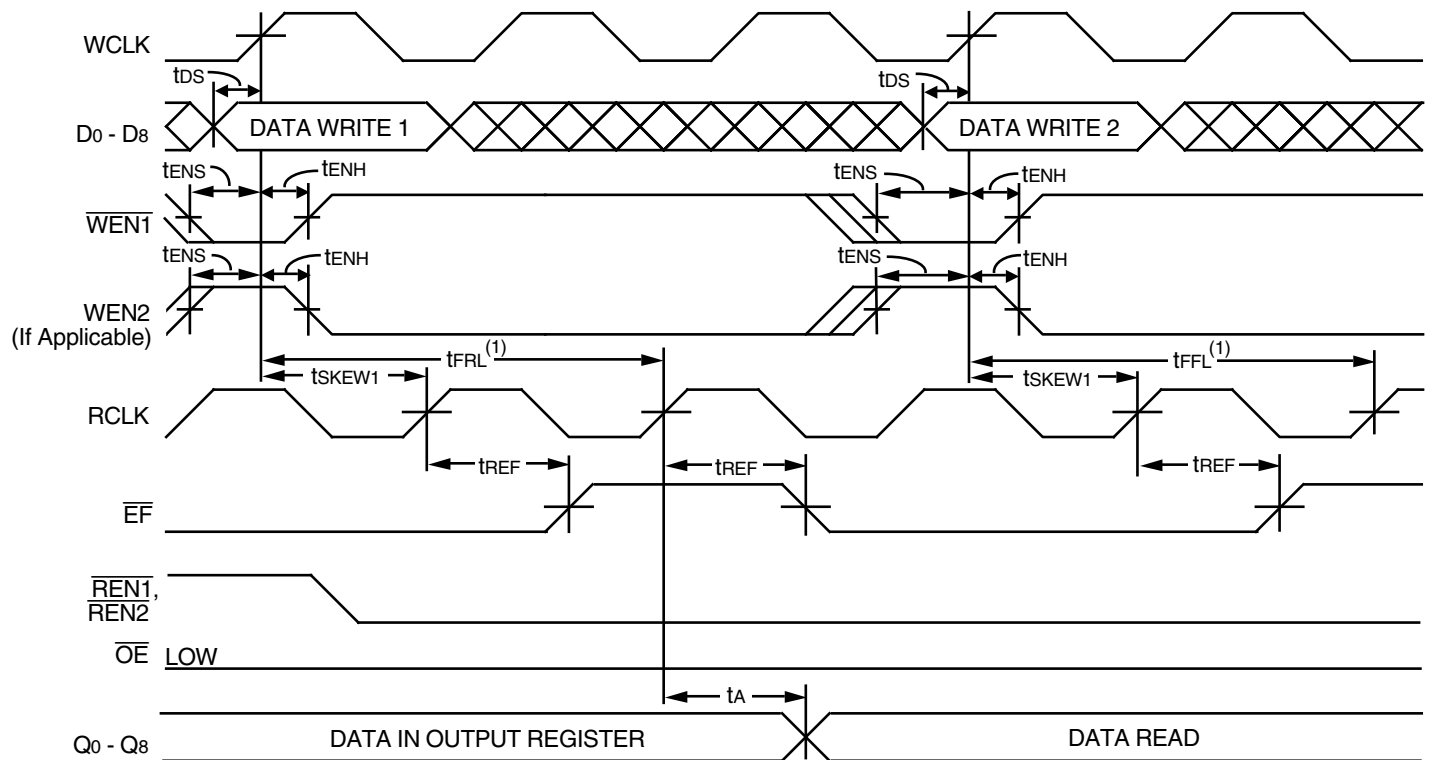 WCLK
tDS tDS
D0 - D8 DATA WRITE 1 DATA WRITE 2
tENS tENH tENS tENH
WEN1
tENS tENH tENS tENH
WEN2
(If Applicable)
tFRL(1) tFFL(1)
tSKEW1 tSKEW1
RCLK
tREF tREF tREF
EF
REN1,
REN2
OE LOW
tA
Q0 - Q8 DATA IN OUTPUT REGISTER DATA READ